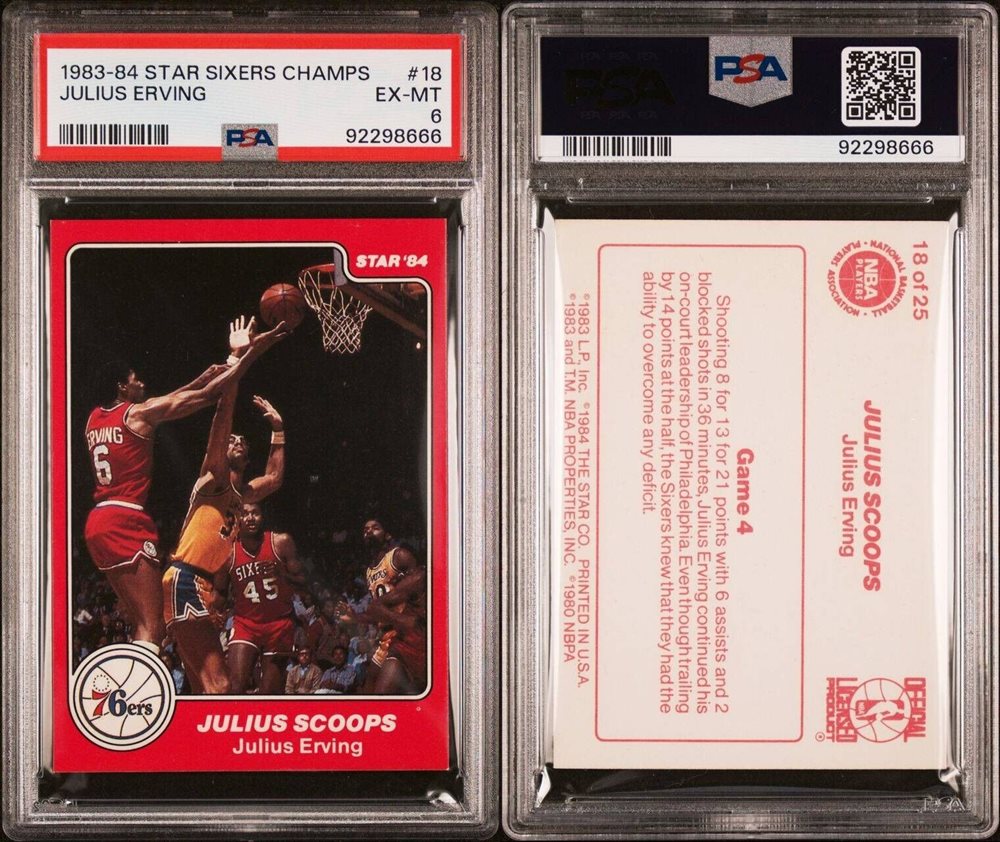 1983-84 STAR SIXERS CHAMPS #18
JULIUS ERVING EX-MT
6
PSA 92298666
STAR '84
ERVING
6
SIXERS
45
76ers
JULIUS SCOOPS
Julius Erving
PSA
92298666
18 of 25
NATIONAL BASKETBALL
PLAYERS ASSOCIATION
NBA
PLAYERS
JULIUS SCOOPS
Julius Erving
OFFICIAL
LICENSED
PRODUCT
NBA
®
Game 4
Shooting 8 for 13 for 21 points with 6 assists and 2
blocked shots in 36 minutes, Julius Erving continued his
on-court leadership of Philadelphia. Even though trailing
by 14 points at the half, the Sixers knew that they had the
ability to overcome any deficit.
©1983 L.P., Inc. ©1984 THE STAR CO. PRINTED IN U.S.A.
©1983 and T.M. NBA PROPERTIES, INC. ©1980 NBPA
PSA